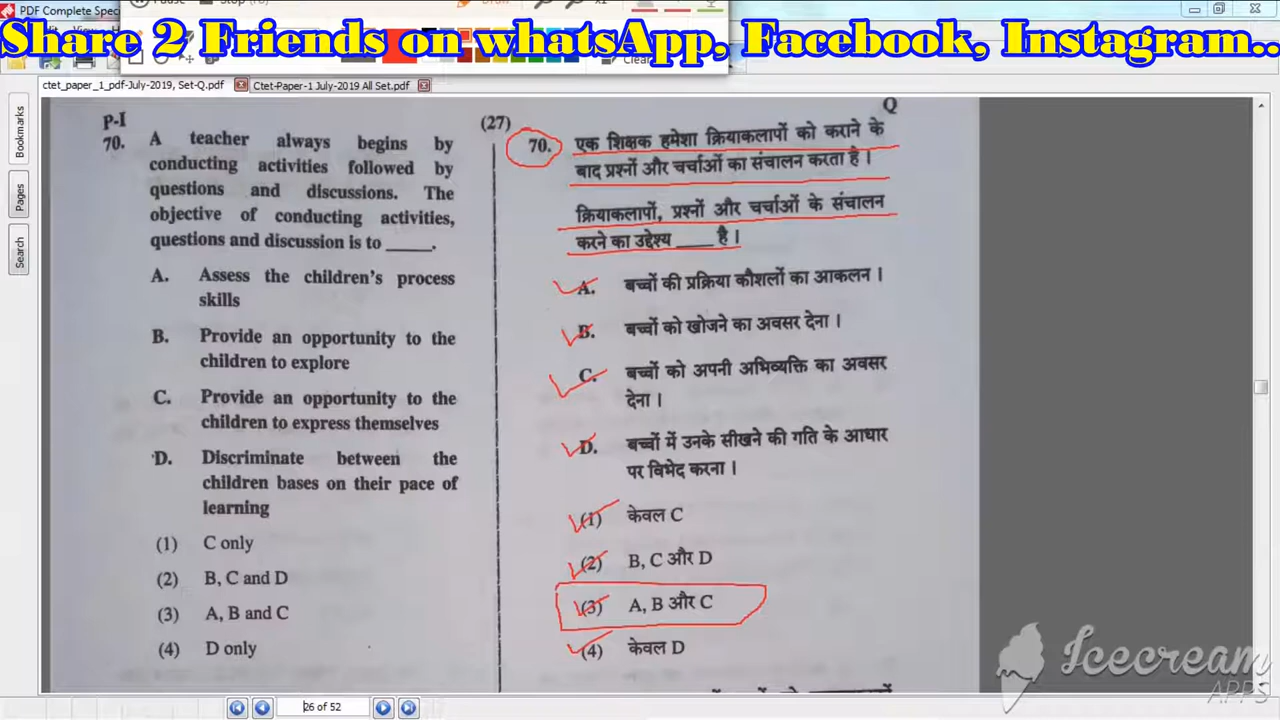 PDF Complete Spec
Share 2 Friends on whatsApp, Facebook, Instagram..
Clear
ctet_paper_1_pdf-July-2019, Set-Q.pdf
Ctet-Paper-1 July-2019 All Set.pdf
Bookmarks
Pages
Search
P-I
(27)
Q
70. A teacher always begins by
conducting activities followed by
questions and discussions. The
objective of conducting activities,
questions and discussion is to _____.
A. Assess the children's process
skills
B. Provide an opportunity to the
children to explore
C. Provide an opportunity to the
children to express themselves
D. Discriminate between the
children bases on their pace of
learning
(1) C only
(2) B, C and D
(3) A, B and C
(4) D only
70. एक शिक्षक हमेशा क्रियाकलापों को कराने के
बाद प्रश्नों और चर्चाओं का संचालन करता है ।
क्रियाकलापों, प्रश्नों और चर्चाओं के संचालन
करने का उद्देश्य ____ है ।
A. बच्चों की प्रक्रिया कौशलों का आकलन ।
B. बच्चों को खोजने का अवसर देना ।
C. बच्चों को अपनी अभिव्यक्ति का अवसर
देना ।
D. बच्चों में उनके सीखने की गति के आधार
पर विभेद करना ।
(1) केवल C
(2) B, C और D
(3) A, B और C
(4) केवल D
Icecream
APPS
26 of 52